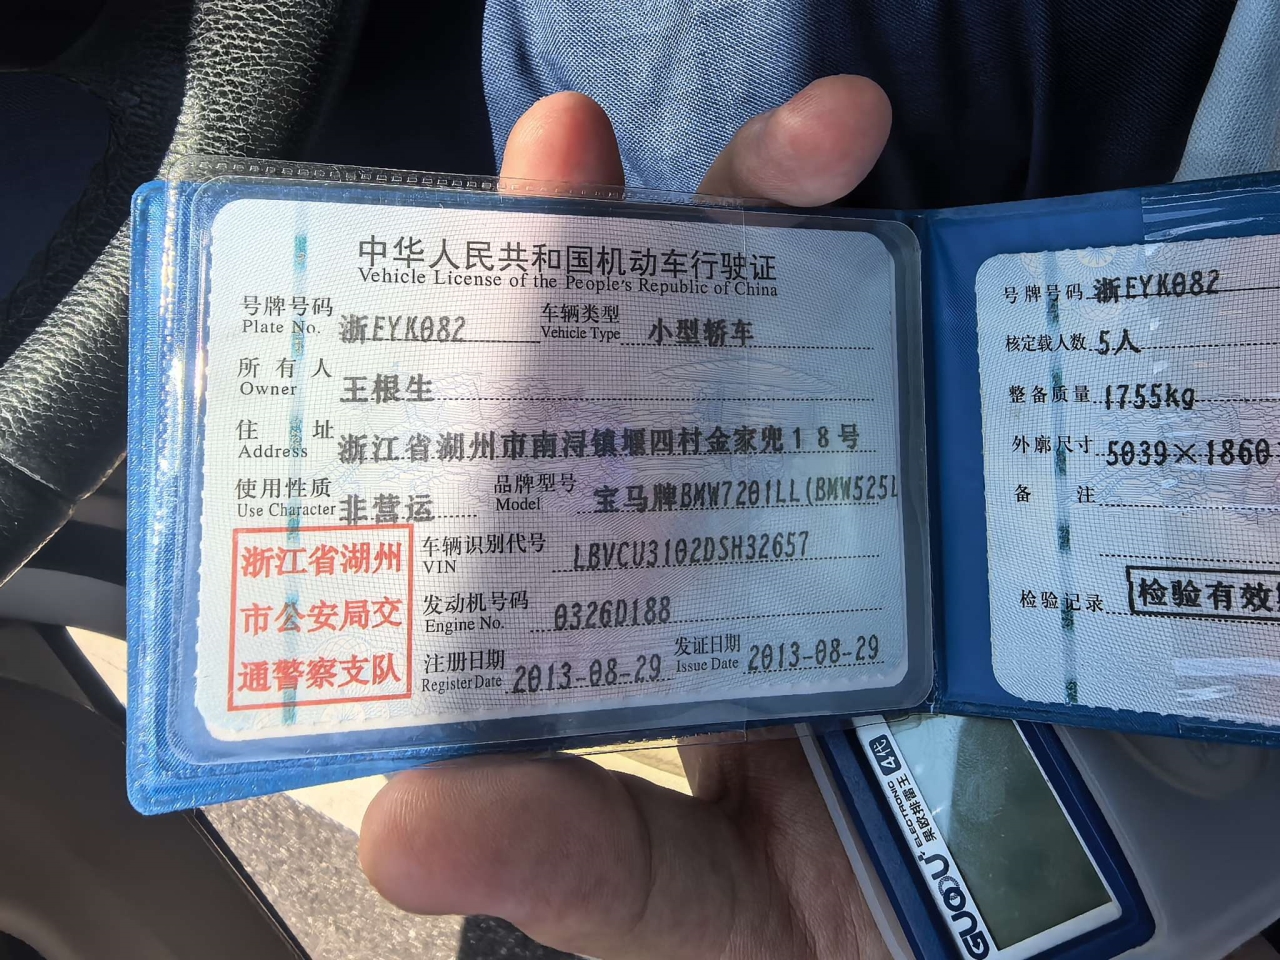 中华人民共和国机动车行驶证
Vehicle License of the People's Republic of China
号牌号码 浙EYK082 车辆类型 小型轿车
Plate No. Vehicle Type
所有人 王根生
Owner
住址 浙江省湖州市南浔镇堰四村金家兜18号
Address
使用性质 非营运 品牌型号 宝马牌BMW7201LL(BMW525L
Use Character Model
浙江省湖州
市公安局交
通警察支队
车辆识别代号 LBVCU3102DSH32657
VIN
发动机号码 0326D188
Engine No.
注册日期 2013-08-29 发证日期 2013-08-29
Register Date Issue Date
号牌号码 浙EYK082
核定载人数 5人
整备质量 1755kg
外廓尺寸 5039×1860
备注
检验记录 检验有效
GUOOU
ELECTRONIC
果欧排霸王
4代